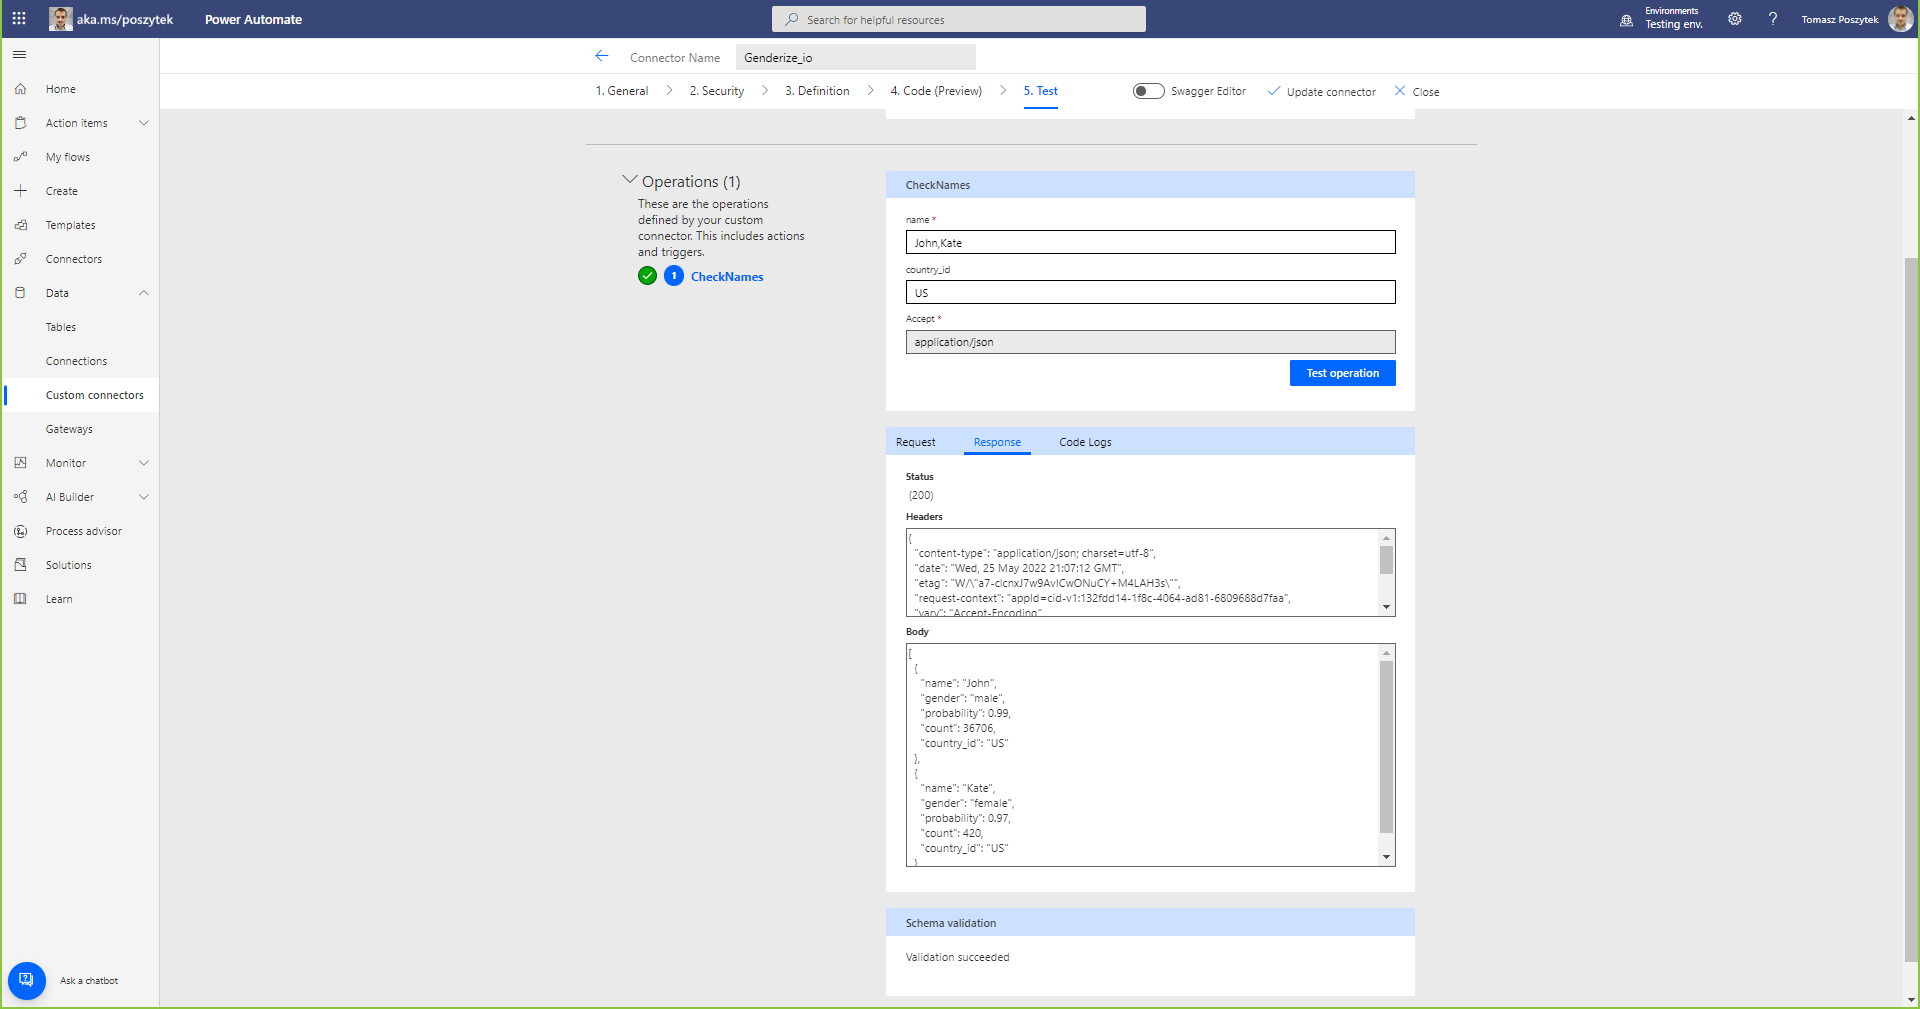 aka.ms/poszytek
Power Automate
Search for helpful resources
Environments
Testing env.
Tomasz Poszytek
Home
Action items
My flows
Create
Templates
Connectors
Data
Tables
Connections
Custom connectors
Gateways
Monitor
AI Builder
Process advisor
Solutions
Learn
Ask a chatbot
Connector Name
Genderize_io
1. General
2. Security
3. Definition
4. Code (Preview)
5. Test
Swagger Editor
Update connector
Close
Operations (1)
These are the operations
defined by your custom
connector. This includes actions
and triggers.
1
CheckNames
CheckNames
name *
John,Kate
country_id
US
Accept *
application/json
Test operation
Request
Response
Code Logs
Status
(200)
Headers
{
"content-type": "application/json; charset=utf-8",
"date": "Wed, 25 May 2022 21:07:12 GMT",
"etag": "W/\"a7-clcnxJ7w9AvlCwONuCY+M4LAH3s\"",
"request-context": "appId=cid-v1:132fdd14-1f8c-4064-ad81-6809688d7faa",
"vary": "Accept-Encoding"
Body
[
{
"name": "John",
"gender": "male",
"probability": 0.99,
"count": 36706,
"country_id": "US"
},
{
"name": "Kate",
"gender": "female",
"probability": 0.97,
"count": 420,
"country_id": "US"
}
Schema validation
Validation succeeded